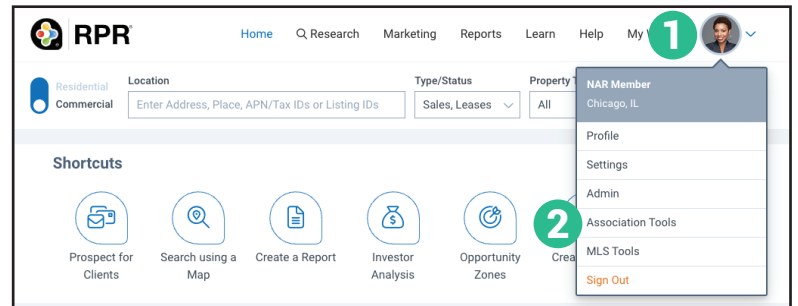 RPR
Home Research Marketing Reports Learn Help My
1
Residential
Commercial
Location
Enter Address, Place, APN/Tax IDs or Listing IDs
Type/Status
Sales, Leases
Property
All
NAR Member
Chicago, IL
Profile
Settings
Admin
2
Association Tools
MLS Tools
Sign Out
Shortcuts
Prospect for
Clients
Search using a
Map
Create a Report
Investor
Analysis
Opportunity
Zones